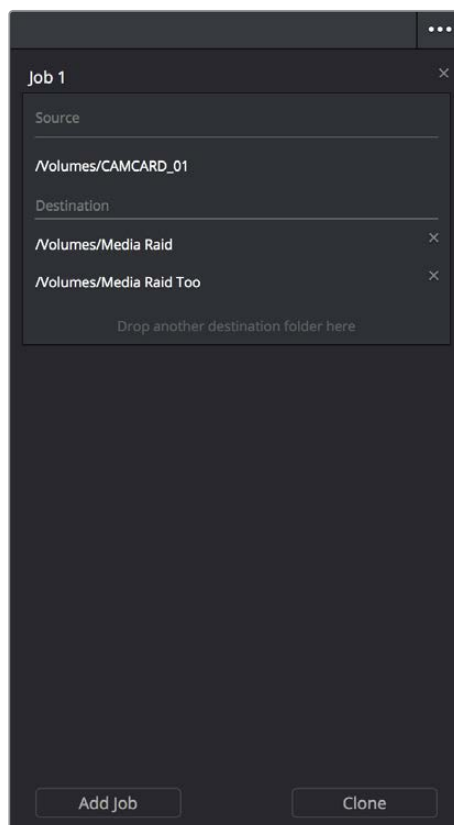 Job 1
Source
/Volumes/CAMCARD_01
Destination
/Volumes/Media Raid
/Volumes/Media Raid Too
Drop another destination folder here
Add Job
Clone